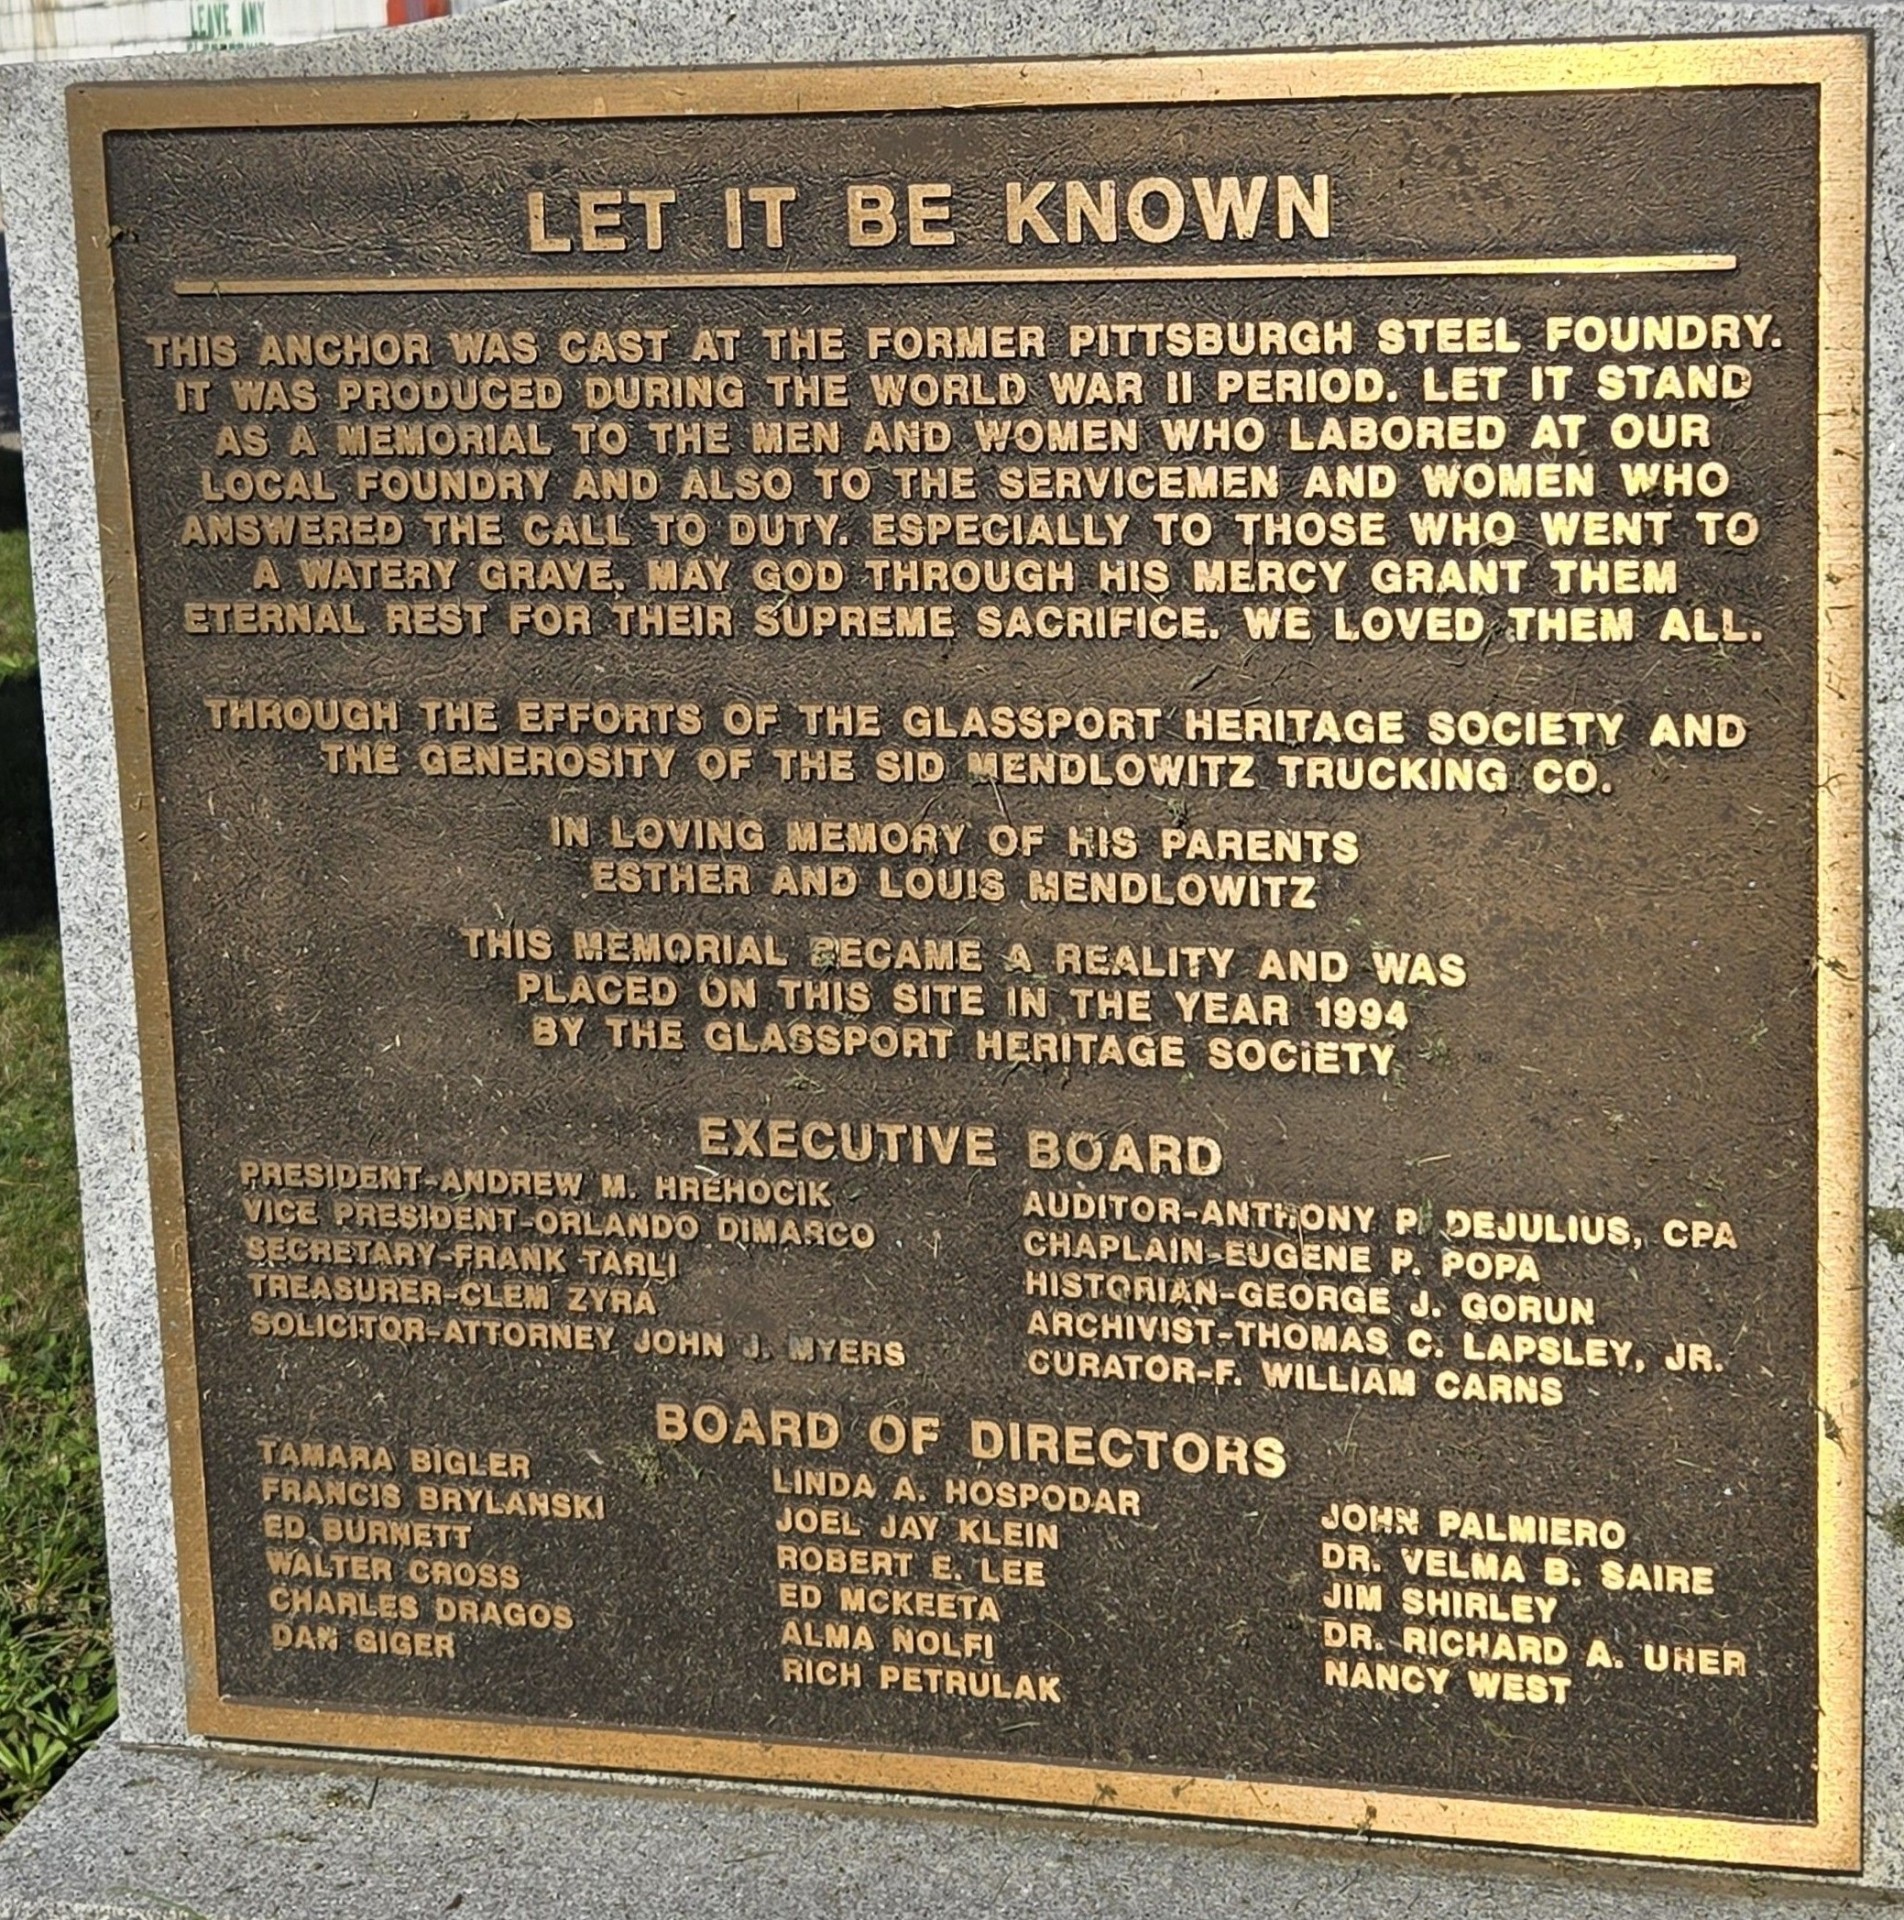 LEAVE ANY
LET IT BE KNOWN
THIS ANCHOR WAS CAST AT THE FORMER PITTSBURGH STEEL FOUNDRY.
IT WAS PRODUCED DURING THE WORLD WAR II PERIOD. LET IT STAND
AS A MEMORIAL TO THE MEN AND WOMEN WHO LABORED AT OUR
LOCAL FOUNDRY AND ALSO TO THE SERVICEMEN AND WOMEN WHO
ANSWERED THE CALL TO DUTY. ESPECIALLY TO THOSE WHO WENT TO
A WATERY GRAVE. MAY GOD THROUGH HIS MERCY GRANT THEM
ETERNAL REST FOR THEIR SUPREME SACRIFICE. WE LOVED THEM ALL.
THROUGH THE EFFORTS OF THE GLASSPORT HERITAGE SOCIETY AND
THE GENEROSITY OF THE SID MENDLOWITZ TRUCKING CO.
IN LOVING MEMORY OF HIS PARENTS
ESTHER AND LOUIS MENDLOWITZ
THIS MEMORIAL BECAME A REALITY AND WAS
PLACED ON THIS SITE IN THE YEAR 1994
BY THE GLASSPORT HERITAGE SOCIETY
EXECUTIVE BOARD
PRESIDENT-ANDREW M. HREHOCIK
VICE PRESIDENT-ORLANDO DIMARCO
SECRETARY-FRANK TARLI
TREASURER-CLEM ZYRA
SOLICITOR-ATTORNEY JOHN J. MYERS
AUDITOR-ANTHONY P. DEJULIUS, CPA
CHAPLAIN-EUGENE P. POPA
HISTORIAN-GEORGE J. GORUN
ARCHIVIST-THOMAS C. LAPSLEY, JR.
CURATOR-F. WILLIAM CARNS
BOARD OF DIRECTORS
TAMARA BIGLER
FRANCIS BRYLANSKI
ED BURNETT
WALTER CROSS
CHARLES DRAGOS
DAN GIGER
LINDA A. HOSPODAR
JOEL JAY KLEIN
ROBERT E. LEE
ED MCKEETA
ALMA NOLFI
RICH PETRULAK
JOHN PALMIERO
DR. VELMA B. SAIRE
JIM SHIRLEY
DR. RICHARD A. UHER
NANCY WEST